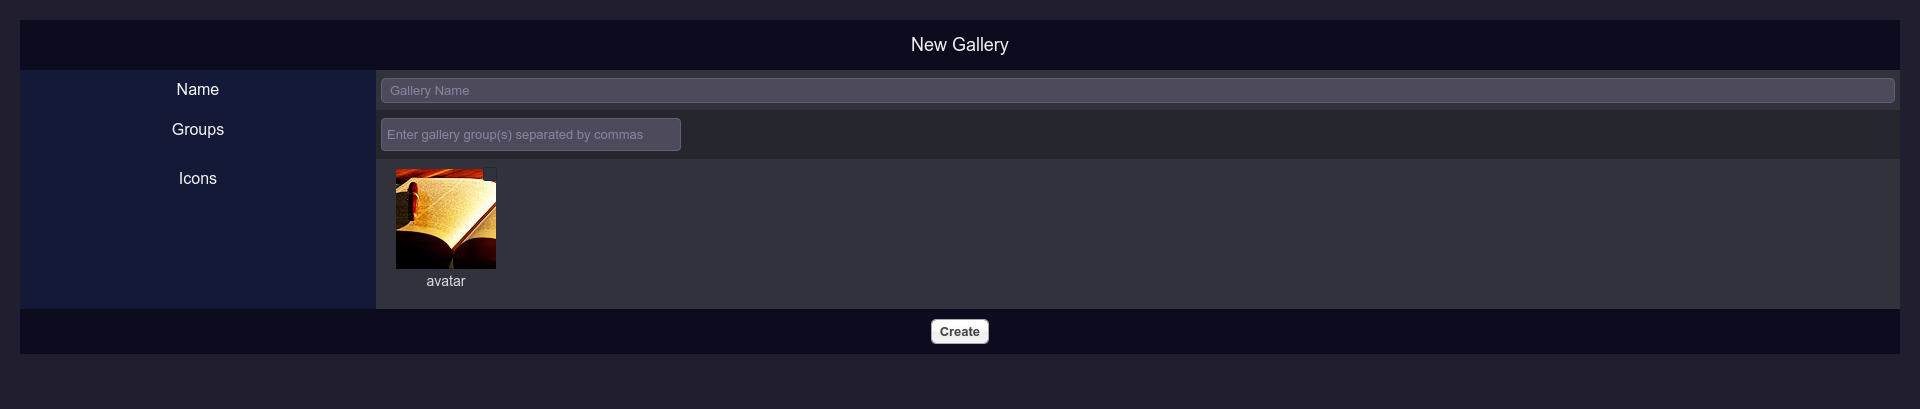 New Gallery
Name
Gallery Name
Groups
Enter gallery group(s) separated by commas
Icons
avatar
Create